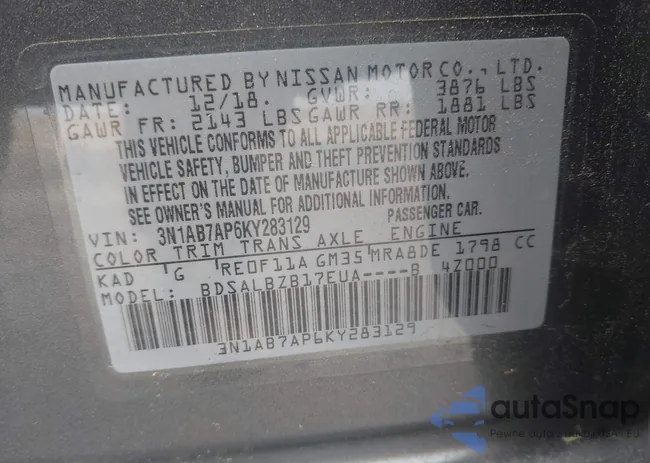 MANUFACTURED BY NISSAN MOTOR CO., LTD.
DATE: 12/18. GVWR: 3876 LBS
GAWR FR: 2143 LBS GAWR RR: 1881 LBS
THIS VEHICLE CONFORMS TO ALL APPLICABLE FEDERAL MOTOR
VEHICLE SAFETY, BUMPER AND THEFT PREVENTION STANDARDS
IN EFFECT ON THE DATE OF MANUFACTURE SHOWN ABOVE.
SEE OWNER'S MANUAL FOR ADDITIONAL INFORMATION.
VIN: 3N1AB7AP6KY283129 PASSENGER CAR.
COLOR TRIM TRANS AXLE ENGINE
KAD G RE0F11A GM35 MRA8DE 1798 CC
MODEL: BDSALBZB17EUA----B 4Z000
3N1AB7AP6KY283129
autoSnap
Pewne auta